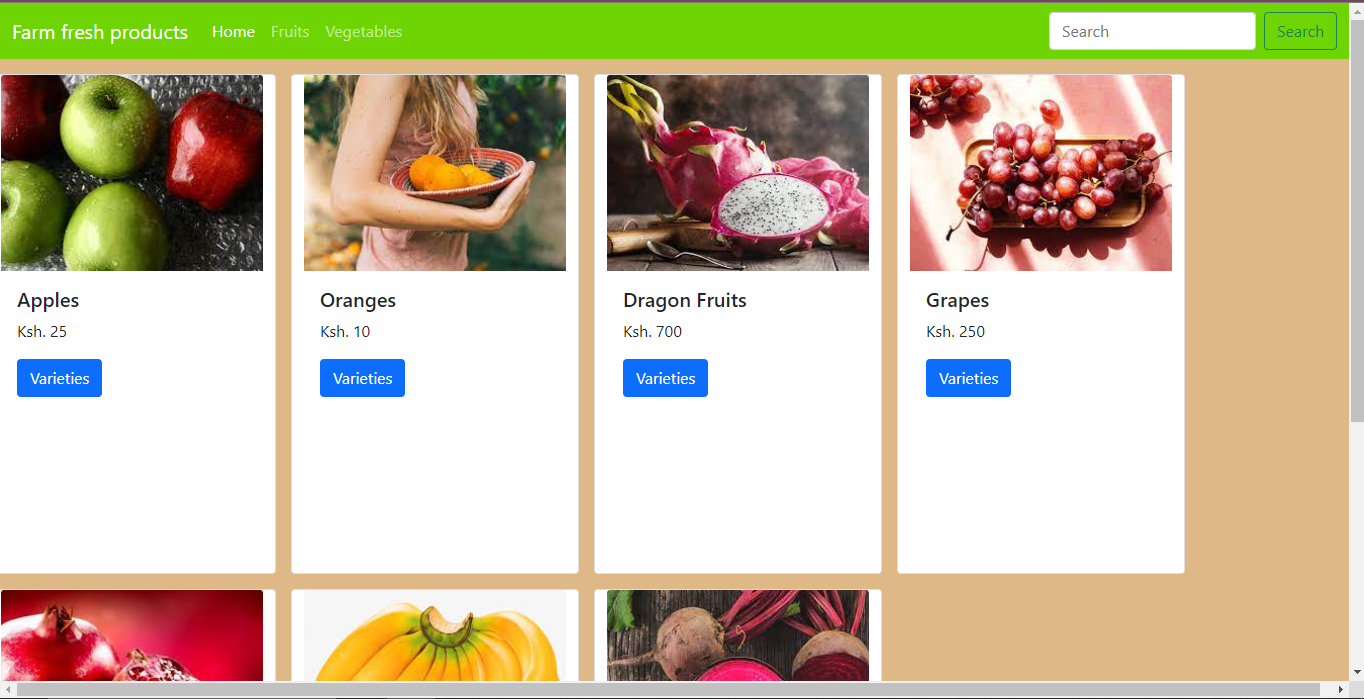 Farm fresh products Home Fruits Vegetables Search Search
Apples Oranges Dragon Fruits Grapes
Ksh. 25 Ksh. 10 Ksh. 700 Ksh. 250
Varieties Varieties Varieties Varieties